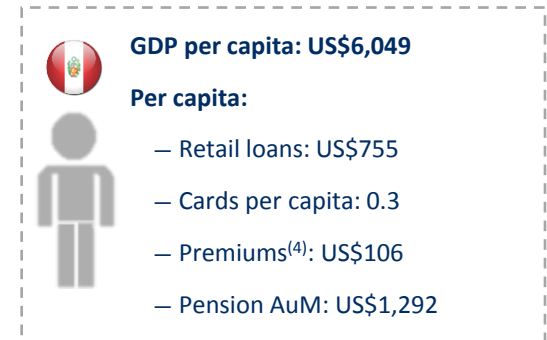 GDP per capita: US$6,049
Per capita:
— Retail loans: US$755
— Cards per capita: 0.3
— Premiums(4): US$106
— Pension AuM: US$1,292